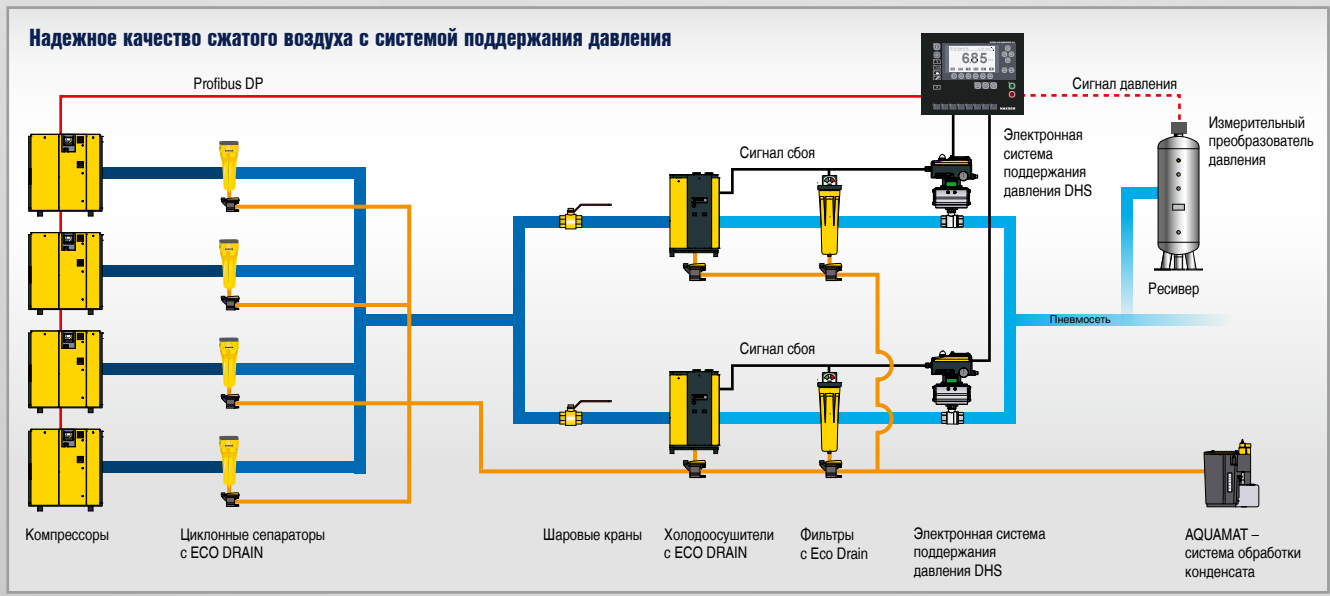 Надежное качество сжатого воздуха с системой поддержания давления
Profibus DP
685
KAESER
Сигнал давления
Измерительный
преобразователь
давления
Электронная
система
поддержания
давления DHS
Сигнал сбоя
Ресивер
Пневмосеть
Сигнал сбоя
Компрессоры
Циклонные сепараторы
с ECO DRAIN
Шаровые краны
Холодоосушители
с ECO DRAIN
Фильтры
с Eco Drain
Электронная система
поддержания
давления DHS
AQUAMAT –
система обработки
конденсата